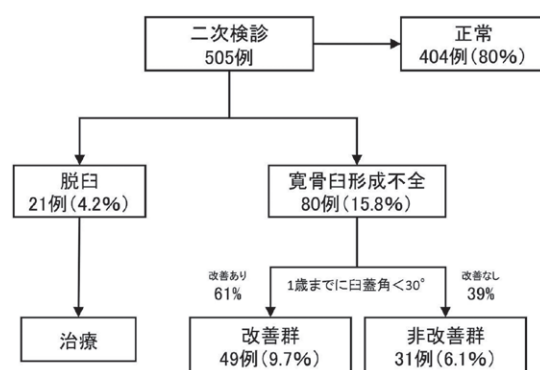 二次検診
505例
正常
404例(80%)
脱臼
21例(4.2%)
寛骨臼形成不全
80例(15.8%)
改善あり
61%
1歳までに臼蓋角<30°
改善なし
39%
治療
改善群
49例(9.7%)
非改善群
31例(6.1%)